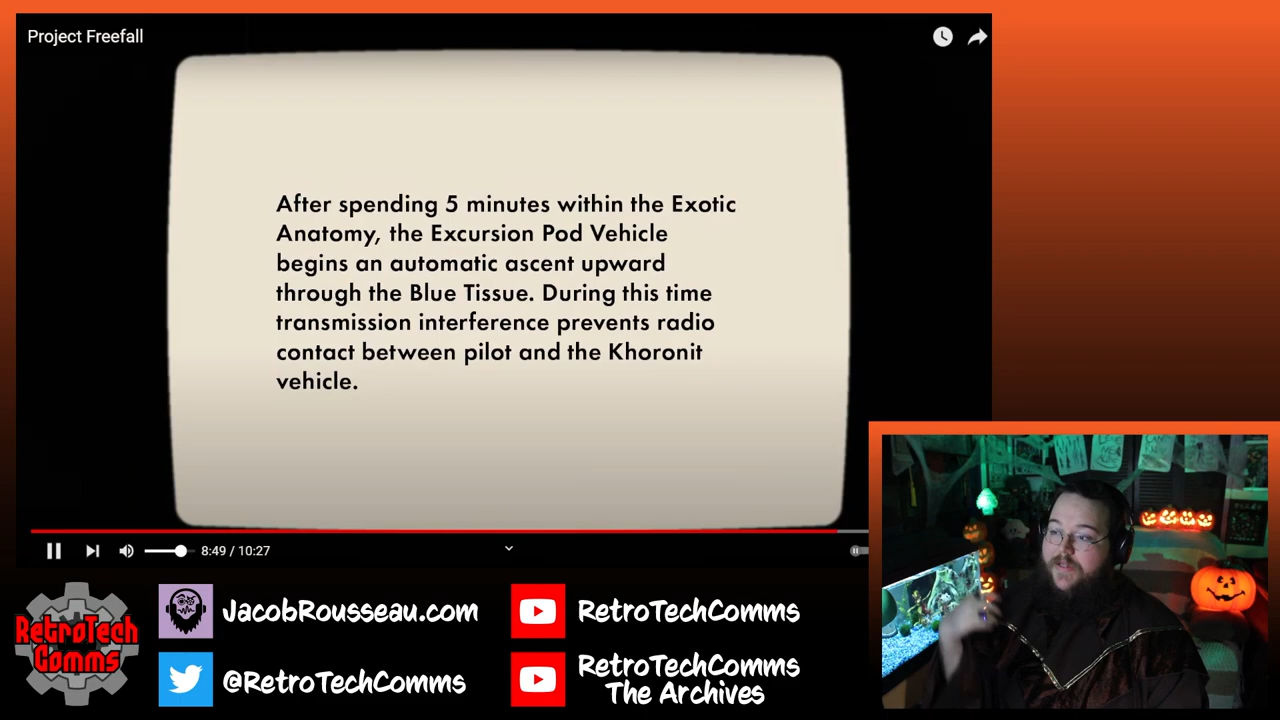 Project Freefall
After spending 5 minutes within the Exotic
Anatomy, the Excursion Pod Vehicle
begins an automatic ascent upward
through the Blue Tissue. During this time
transmission interference prevents radio
contact between pilot and the Khoronit
vehicle.
8:49 / 10:27
RetroTech
Comms
JacobRousseau.com
@RetroTechComms
RetroTechComms
RetroTechComms
The Archives